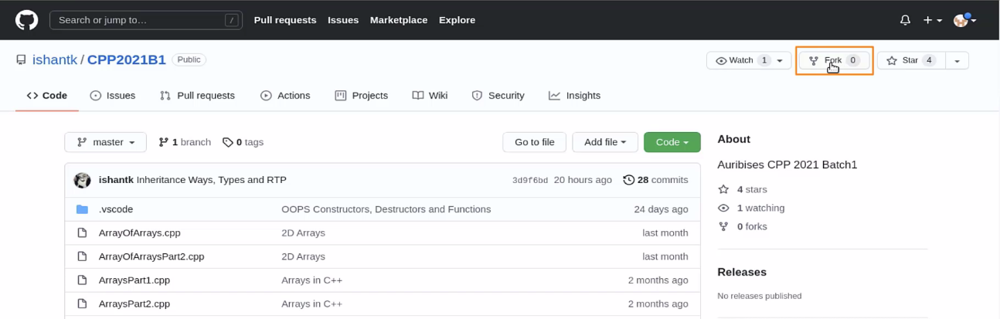 Search or jump to… / Pull requests Issues Marketplace Explore
ishantk / CPP2021B1 Public Watch 1 Fork 0 Star 4
Code Issues Pull requests Actions Projects Wiki Security Insights
master 1 branch 0 tags Go to file Add file Code
About
Auribises CPP 2021 Batch1
ishantk Inheritance Ways, Types and RTP 3d9f6bd 20 hours ago 28 commits
4 stars
.vscode OOPS Constructors, Destructors and Functions 24 days ago
1 watching
ArrayOfArrays.cpp 2D Arrays last month
0 forks
ArrayOfArraysPart2.cpp 2D Arrays last month
ArraysPart1.cpp Arrays in C++ 2 months ago
Releases
No releases published
ArraysPart2.cpp Arrays in C++ 2 months ago